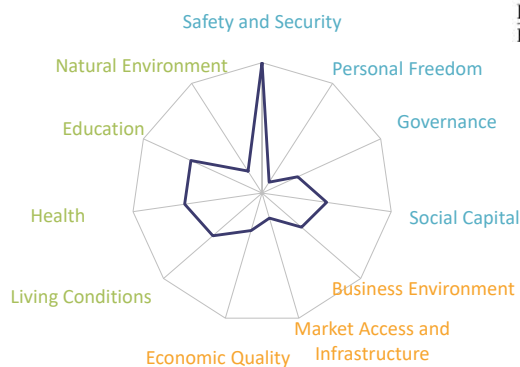 Safety and Security
Natural Environment
Personal Freedom
Education
Governance
Health
Social Capital
Living Conditions
Business Environment
Market Access and
Infrastructure
Economic Quality